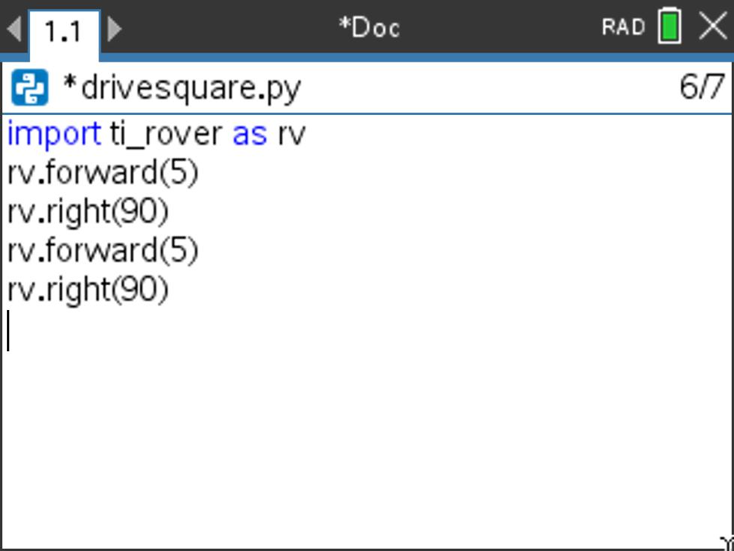 1.1
*Doc
RAD
*drivesquare.py
6/7
import ti_rover as rv
rv.forward(5)
rv.right(90)
rv.forward(5)
rv.right(90)